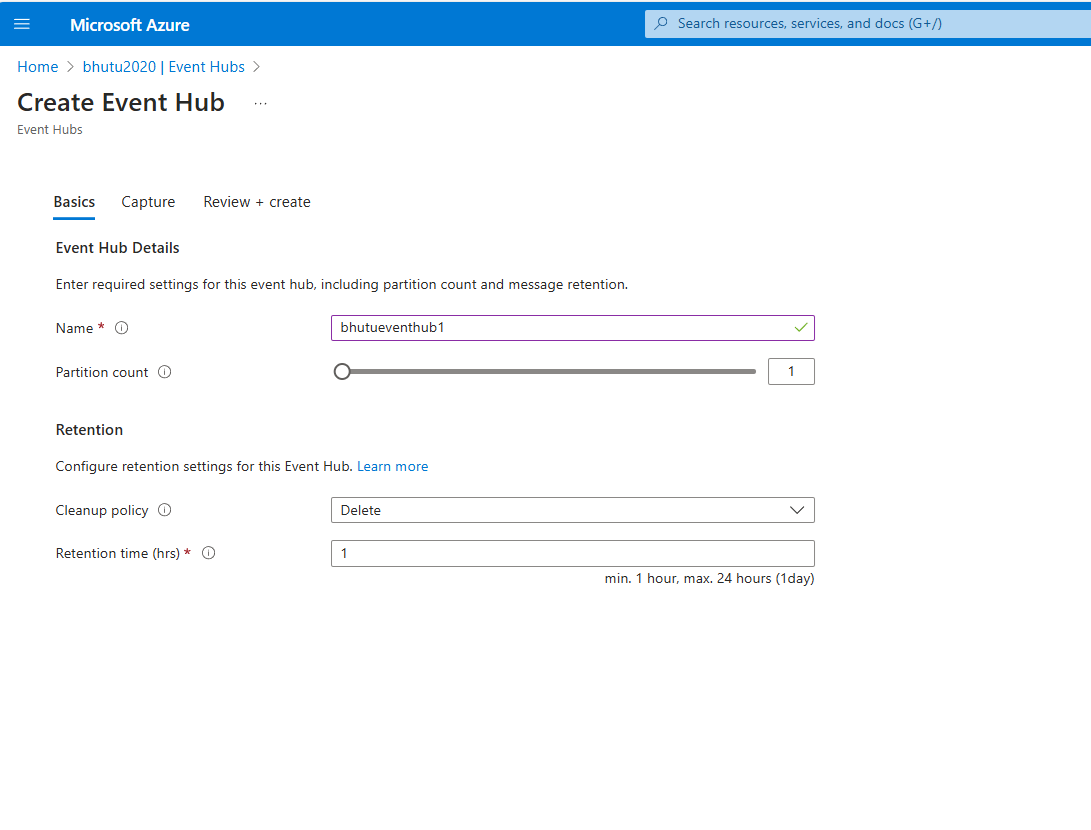 Microsoft Azure
Search resources, services, and docs (G+/)
Home > bhutu2020 | Event Hubs >
Create Event Hub ...
Event Hubs
Basics Capture Review + create
Event Hub Details
Enter required settings for this event hub, including partition count and message retention.
Name * bhutueventhub1
Partition count 1
Retention
Configure retention settings for this Event Hub. Learn more
Cleanup policy Delete
Retention time (hrs) * 1
min. 1 hour, max. 24 hours (1day)